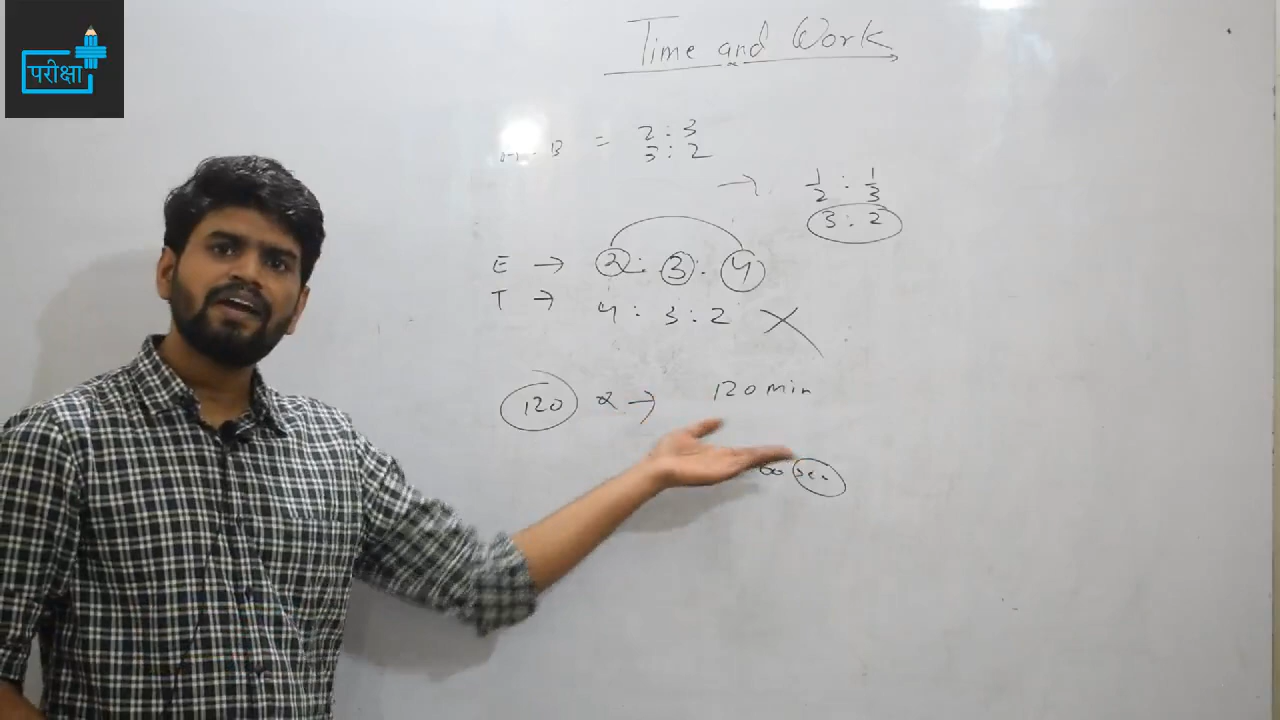 परीक्षा
Time and Work
B = 2 : 3
3 : 2
→ 1/2 : 1/3
3 : 2
E → 2 : 3 : 4
T → 4 : 3 : 2 X
120 x → 120 min
60 sec